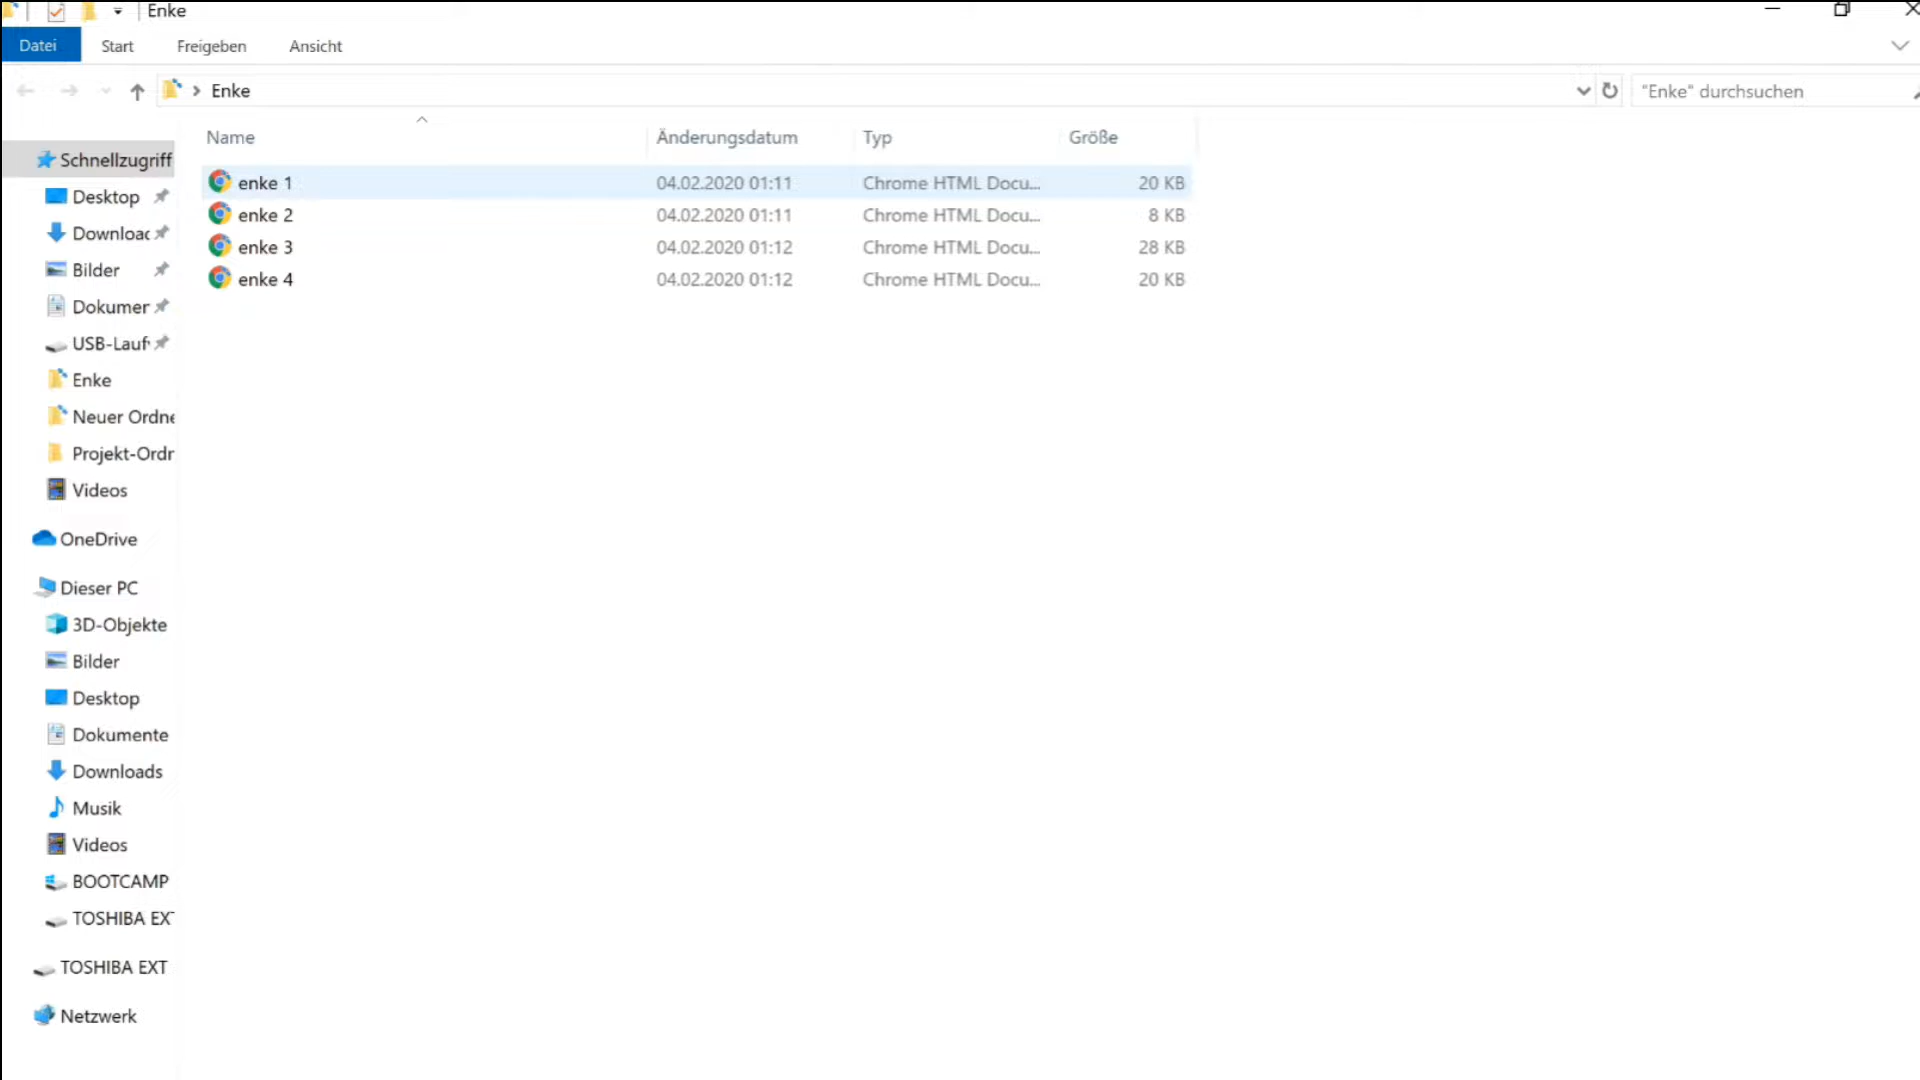 Enke
Datei Start Freigeben Ansicht
Enke
"Enke" durchsuchen
Name Änderungsdatum Typ Größe
enke 1 04.02.2020 01:11 Chrome HTML Docu... 20 KB
enke 2 04.02.2020 01:11 Chrome HTML Docu... 8 KB
enke 3 04.02.2020 01:12 Chrome HTML Docu... 28 KB
enke 4 04.02.2020 01:12 Chrome HTML Docu... 20 KB
Schnellzugriff
Desktop
Downloac
Bilder
Dokumer
USB-Lauf
Enke
Neuer Ordne
Projekt-Ordr
Videos
OneDrive
Dieser PC
3D-Objekte
Bilder
Desktop
Dokumente
Downloads
Musik
Videos
BOOTCAMP
TOSHIBA EXT
TOSHIBA EXT
Netzwerk